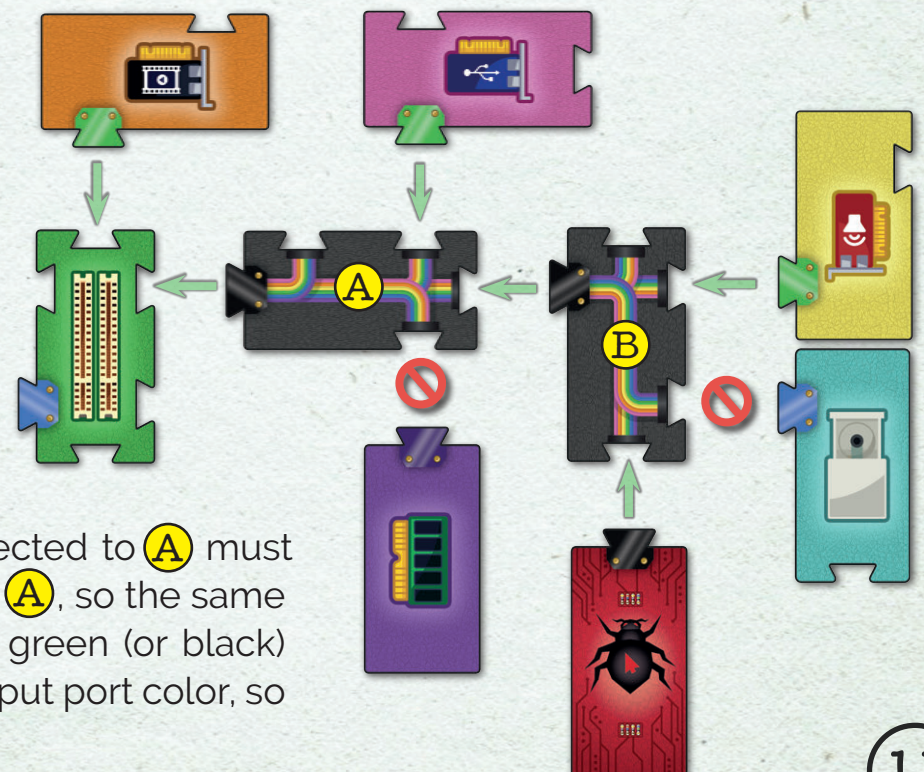 A
B
ected to A must
A, so the same
green (or black)
put port color, so